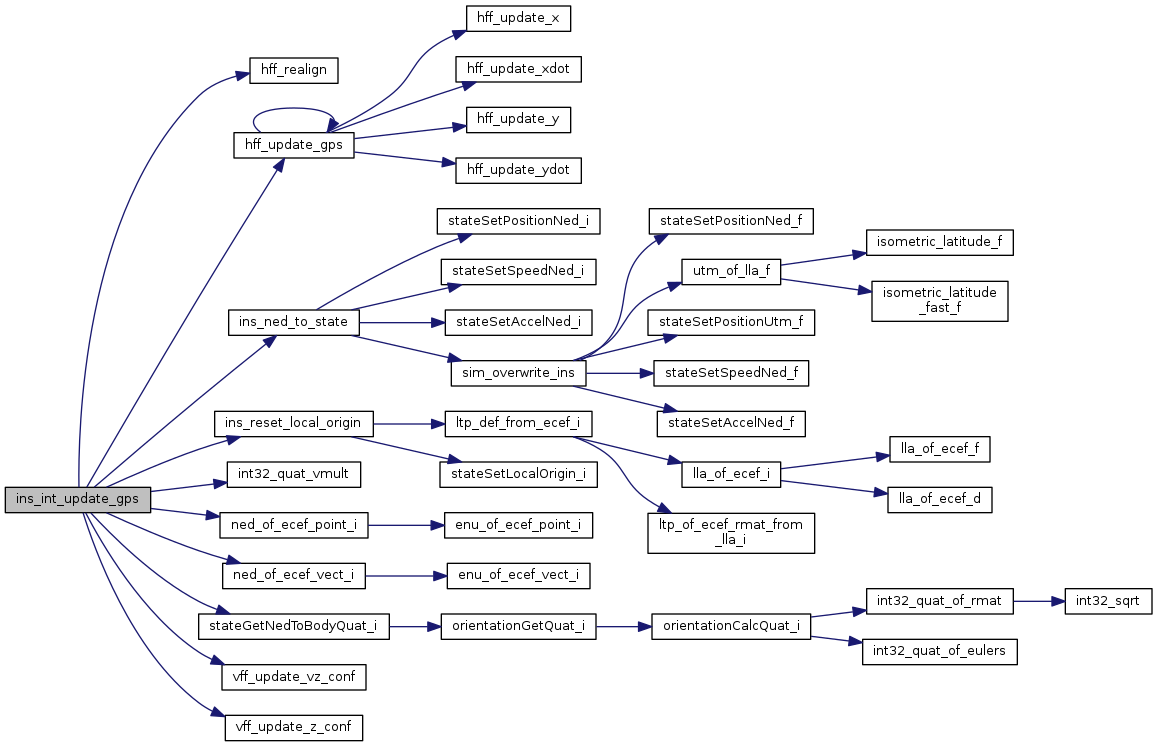 hff_update_x
hff_realign
hff_update_xdot
hff_update_y
hff_update_gps
hff_update_ydot
stateSetPositionNed_i
stateSetPositionNed_f
isometric_latitude_f
stateSetSpeedNed_i
utm_of_lla_f
isometric_latitude
_fast_f
ins_ned_to_state
stateSetAccelNed_i
stateSetPositionUtm_f
sim_overwrite_ins
stateSetSpeedNed_f
ins_reset_local_origin
ltp_def_from_ecef_i
stateSetAccelNed_f
lla_of_ecef_f
int32_quat_vmult
stateSetLocalOrigin_i
lla_of_ecef_i
ins_int_update_gps
lla_of_ecef_d
ned_of_ecef_point_i
enu_of_ecef_point_i
ltp_of_ecef_rmat_from
_lla_i
ned_of_ecef_vect_i
enu_of_ecef_vect_i
int32_quat_of_rmat
int32_sqrt
stateGetNedToBodyQuat_i
orientationGetQuat_i
orientationCalcQuat_i
int32_quat_of_eulers
vff_update_vz_conf
vff_update_z_conf